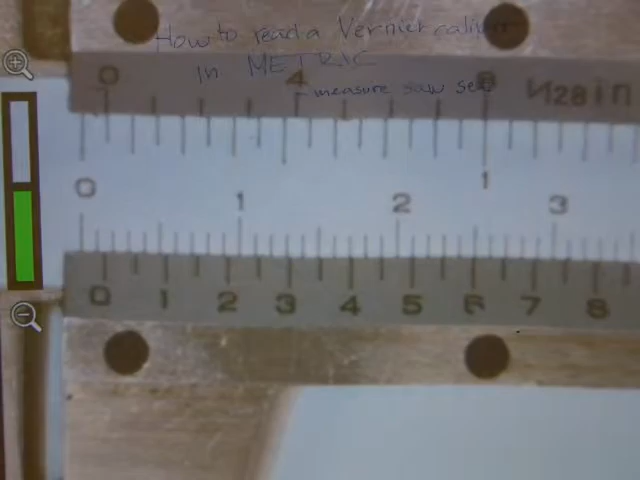 How to read a Vernier caliper
In METRIC
- measure saw set
0 4 8 1/128 in
0 1
1 2 3
0 1 2 3 4 5 6 7 8